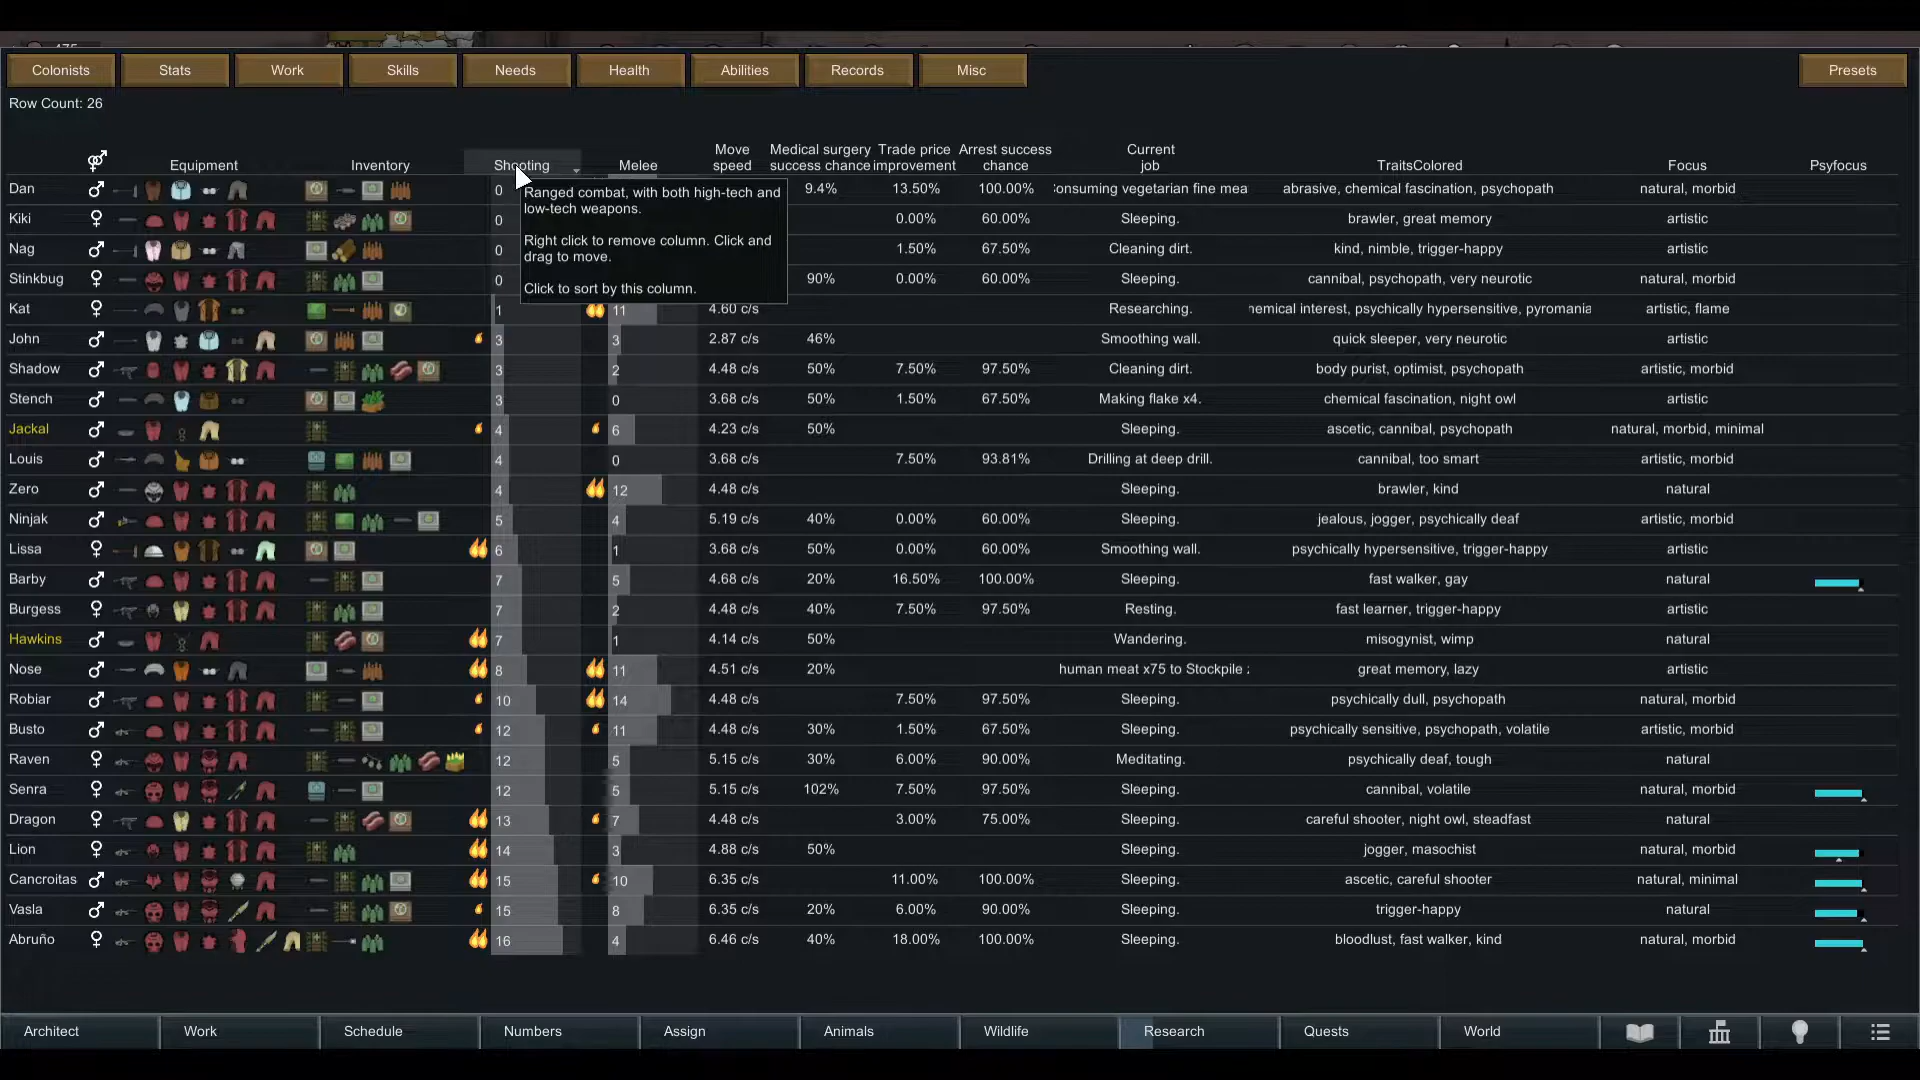 Colonists Stats Work Skills Needs Health Abilities Records Misc Presets
Row Count: 26
Equipment Inventory Shooting Melee Move speed Medical surgery success chance Trade price improvement Arrest success chance Current job TraitsColored Focus Psyfocus
Ranged combat, with both high-tech and low-tech weapons.
Right click to remove column. Click and drag to move.
Click to sort by this column.
Dan 0 9.4% 13.50% 100.00% :onsuming vegetarian fine mea abrasive, chemical fascination, psychopath natural, morbid
Kiki 0 0.00% 60.00% Sleeping. brawler, great memory artistic
Nag 0 1.50% 67.50% Cleaning dirt. kind, nimble, trigger-happy artistic
Stinkbug 0 90% 0.00% 60.00% Sleeping. cannibal, psychopath, very neurotic natural, morbid
Kat 1 11 4.60 c/s Researching. hemical interest, psychically hypersensitive, pyromania artistic, flame
John 3 3 2.87 c/s 46% Smoothing wall. quick sleeper, very neurotic artistic
Shadow 3 2 4.48 c/s 50% 7.50% 97.50% Cleaning dirt. body purist, optimist, psychopath artistic, morbid
Stench 3 0 3.68 c/s 50% 1.50% 67.50% Making flake x4. chemical fascination, night owl artistic
Jackal 4 6 4.23 c/s 50% Sleeping. ascetic, cannibal, psychopath natural, morbid, minimal
Louis 4 0 3.68 c/s 7.50% 93.81% Drilling at deep drill. cannibal, too smart artistic, morbid
Zero 4 12 4.48 c/s Sleeping. brawler, kind natural
Ninjak 5 4 5.19 c/s 40% 0.00% 60.00% Sleeping. jealous, jogger, psychically deaf artistic, morbid
Lissa 6 1 3.68 c/s 50% 0.00% 60.00% Smoothing wall. psychically hypersensitive, trigger-happy artistic
Barby 7 5 4.68 c/s 20% 16.50% 100.00% Sleeping. fast walker, gay natural
Burgess 7 2 4.48 c/s 40% 7.50% 97.50% Resting. fast learner, trigger-happy artistic
Hawkins 7 1 4.14 c/s 50% Wandering. misogynist, wimp natural
Nose 8 11 4.51 c/s 20% human meat x75 to Stockpile great memory, lazy artistic
Robiar 10 14 4.48 c/s 7.50% 97.50% Sleeping. psychically dull, psychopath natural, morbid
Busto 12 11 4.48 c/s 30% 1.50% 67.50% Sleeping. psychically sensitive, psychopath, volatile artistic, morbid
Raven 12 5 5.15 c/s 30% 6.00% 90.00% Meditating. psychically deaf, tough natural
Senra 12 5 5.15 c/s 102% 7.50% 97.50% Sleeping. cannibal, volatile natural, morbid
Dragon 13 7 4.48 c/s 3.00% 75.00% Sleeping. careful shooter, night owl, steadfast natural
Lion 14 3 4.88 c/s 50% Sleeping. jogger, masochist natural, morbid
Cancroitas 15 10 6.35 c/s 11.00% 100.00% Sleeping. ascetic, careful shooter natural, minimal
Vasla 15 8 6.35 c/s 20% 6.00% 90.00% Sleeping. trigger-happy natural
Abruño 16 4 6.46 c/s 40% 18.00% 100.00% Sleeping. bloodlust, fast walker, kind natural, morbid
Architect Work Schedule Numbers Assign Animals Wildlife Research Quests World